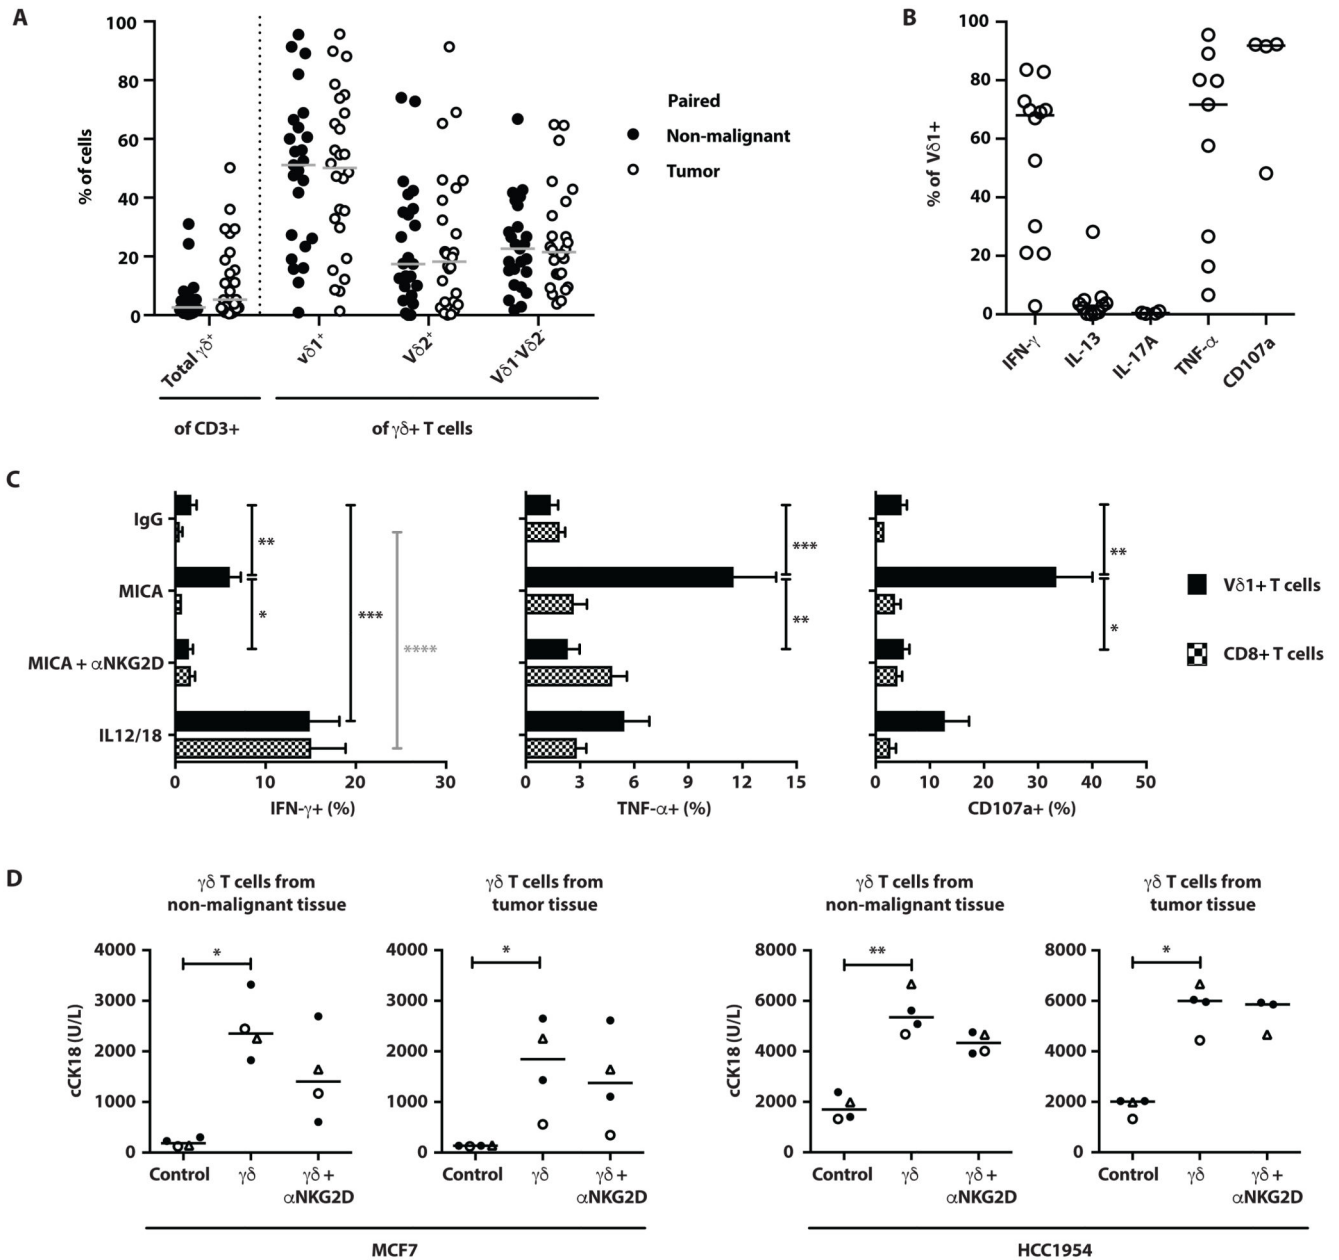 A
% of cells
100
80
60
40
20
0
Total γδ+
vδ1+
Vδ2+
Vδ1-Vδ2-
of CD3+
of γδ+ T cells
Paired
Non-malignant
Tumor
B
% of Vδ1+
100
80
60
40
20
0
IFN-γ
IL-13
IL-17A
TNF-α
CD107a
C
IgG
MICA
MICA + αNKG2D
IL12/18
**
*
***
****
0 10 20 30
IFN-γ+ (%)
***
**
0 3 6 9 12 15
TNF-α+ (%)
**
*
0 10 20 30 40 50
CD107a+ (%)
Vδ1+ T cells
CD8+ T cells
D
γδ T cells from
non-malignant tissue
cCK18 (U/L)
4000
3000
2000
1000
0
*
Control
γδ
γδ +
αNKG2D
γδ T cells from
tumor tissue
4000
3000
2000
1000
0
*
Control
γδ
γδ +
αNKG2D
MCF7
γδ T cells from
non-malignant tissue
cCK18 (U/L)
8000
6000
4000
2000
0
**
Control
γδ
γδ +
αNKG2D
γδ T cells from
tumor tissue
8000
6000
4000
2000
0
*
Control
γδ
γδ +
αNKG2D
HCC1954